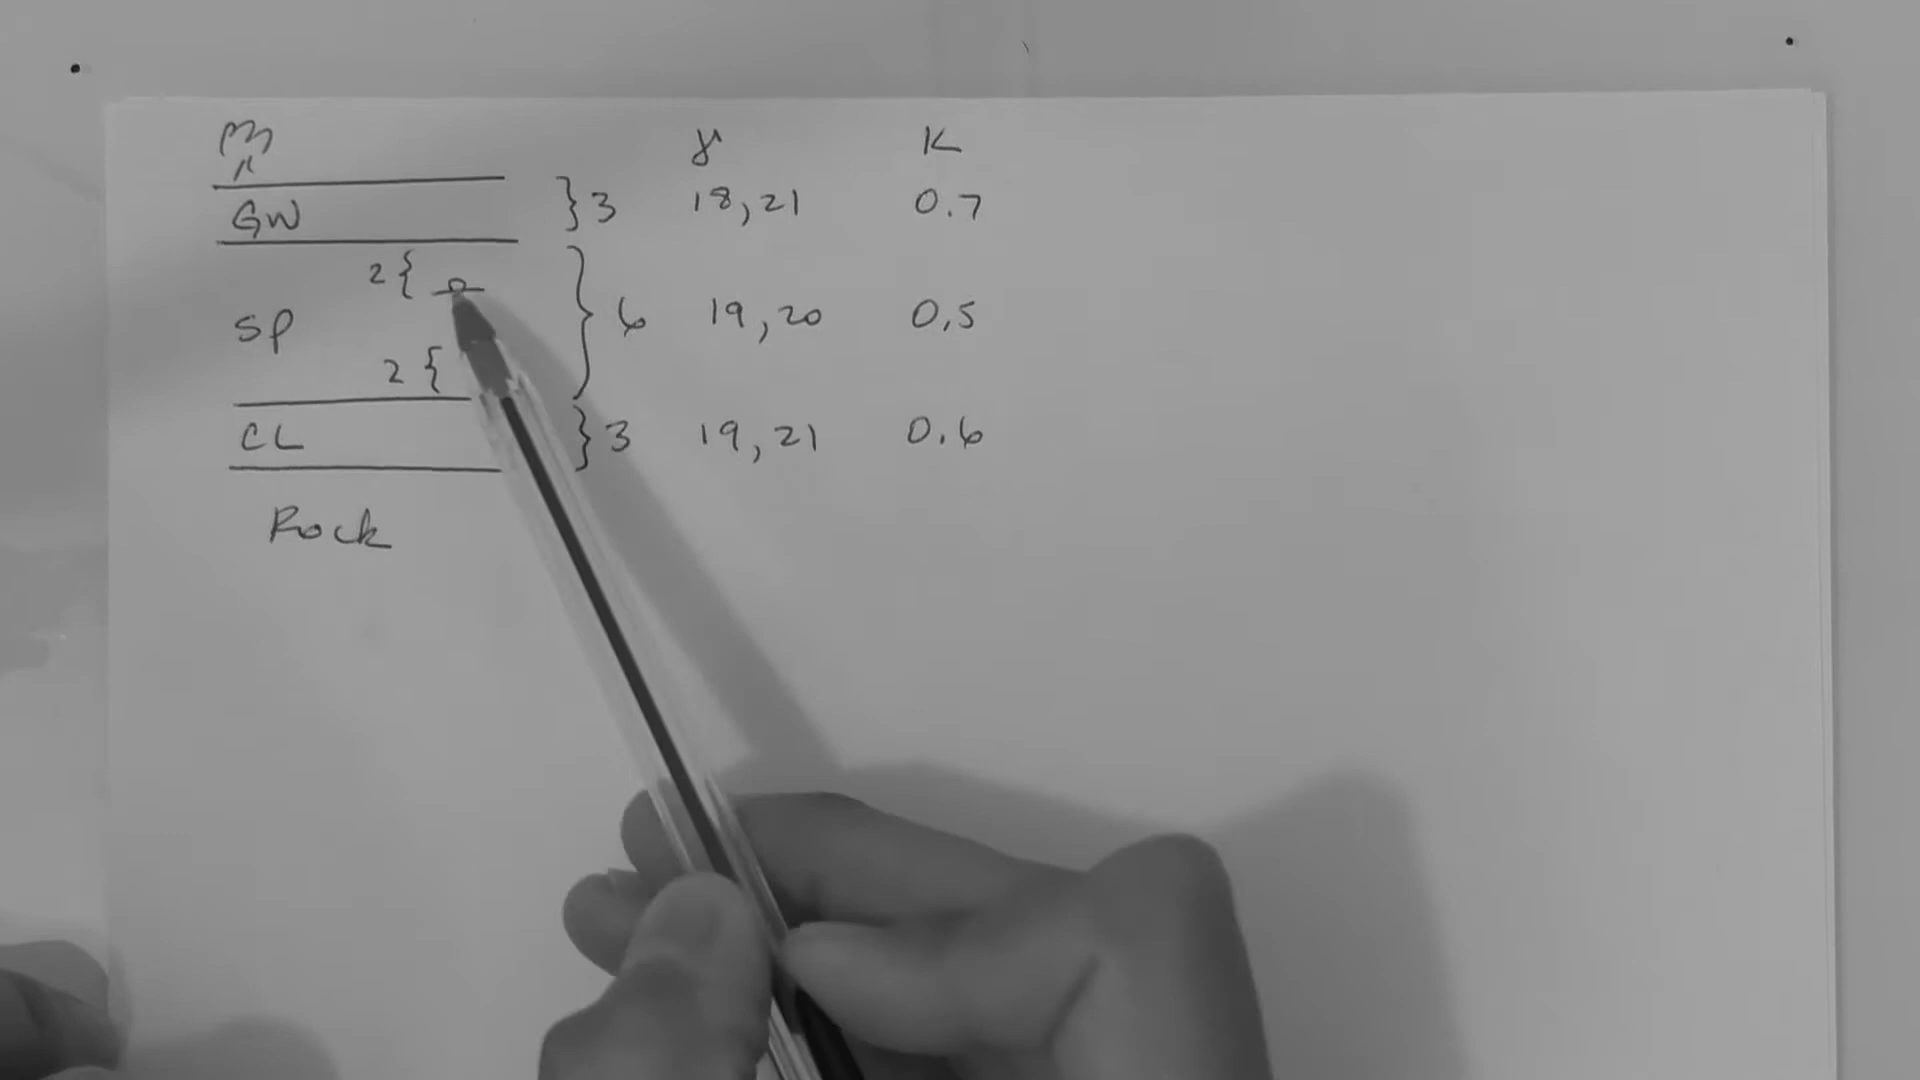 γ K
GW }3 18,21 0.7
2{
SP } 6 19,20 0.5
2{
CL }3 19,21 0.6
Rock